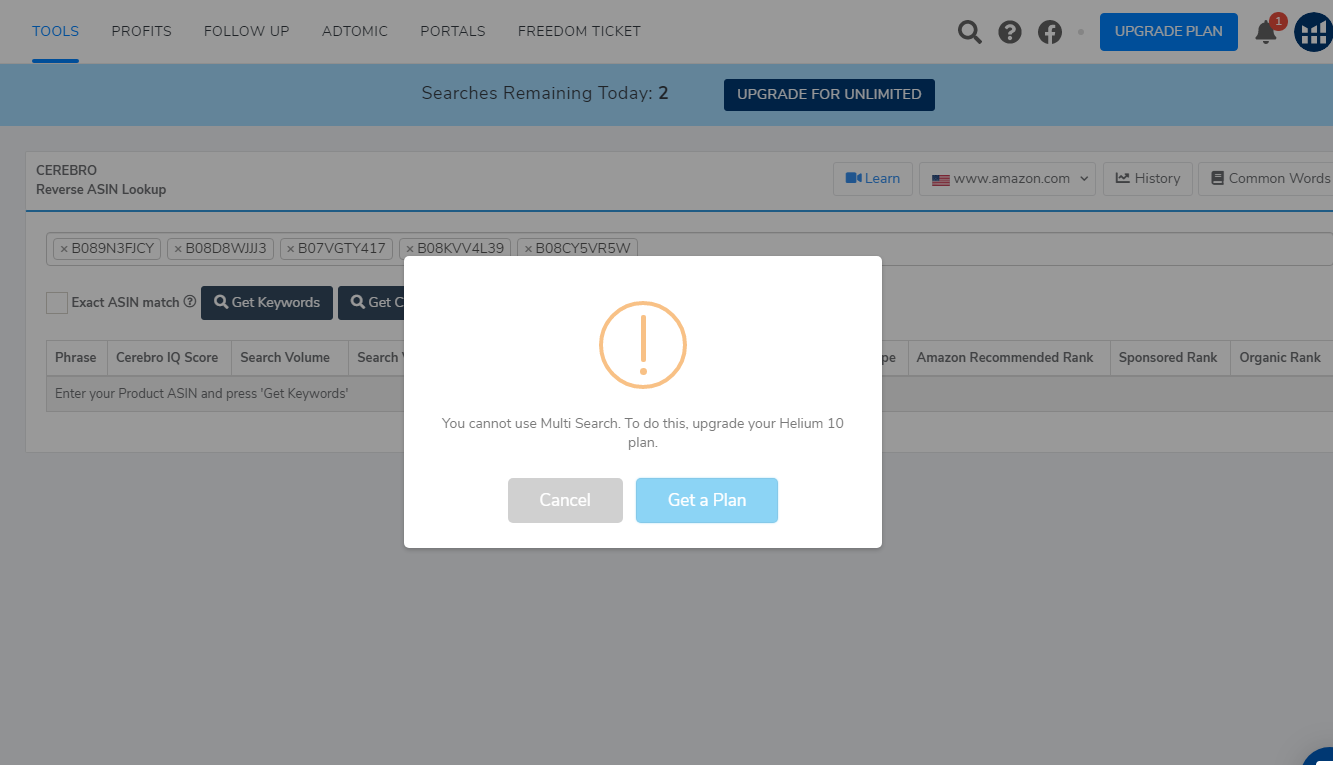 TOOLS PROFITS FOLLOW UP ADTOMIC PORTALS FREEDOM TICKET UPGRADE PLAN 1
Searches Remaining Today: 2 UPGRADE FOR UNLIMITED
CEREBRO
Reverse ASIN Lookup
Learn www.amazon.com History Common Words
× B089N3FJCY × B08D8WJJJ3 × B07VGTY417 × B08KVV4L39 × B08CY5VR5W
Exact ASIN match Get Keywords Get C
Phrase Cerebro IQ Score Search Volume Search pe Amazon Recommended Rank Sponsored Rank Organic Rank
Enter your Product ASIN and press 'Get Keywords'
You cannot use Multi Search. To do this, upgrade your Helium 10
plan.
Cancel Get a Plan